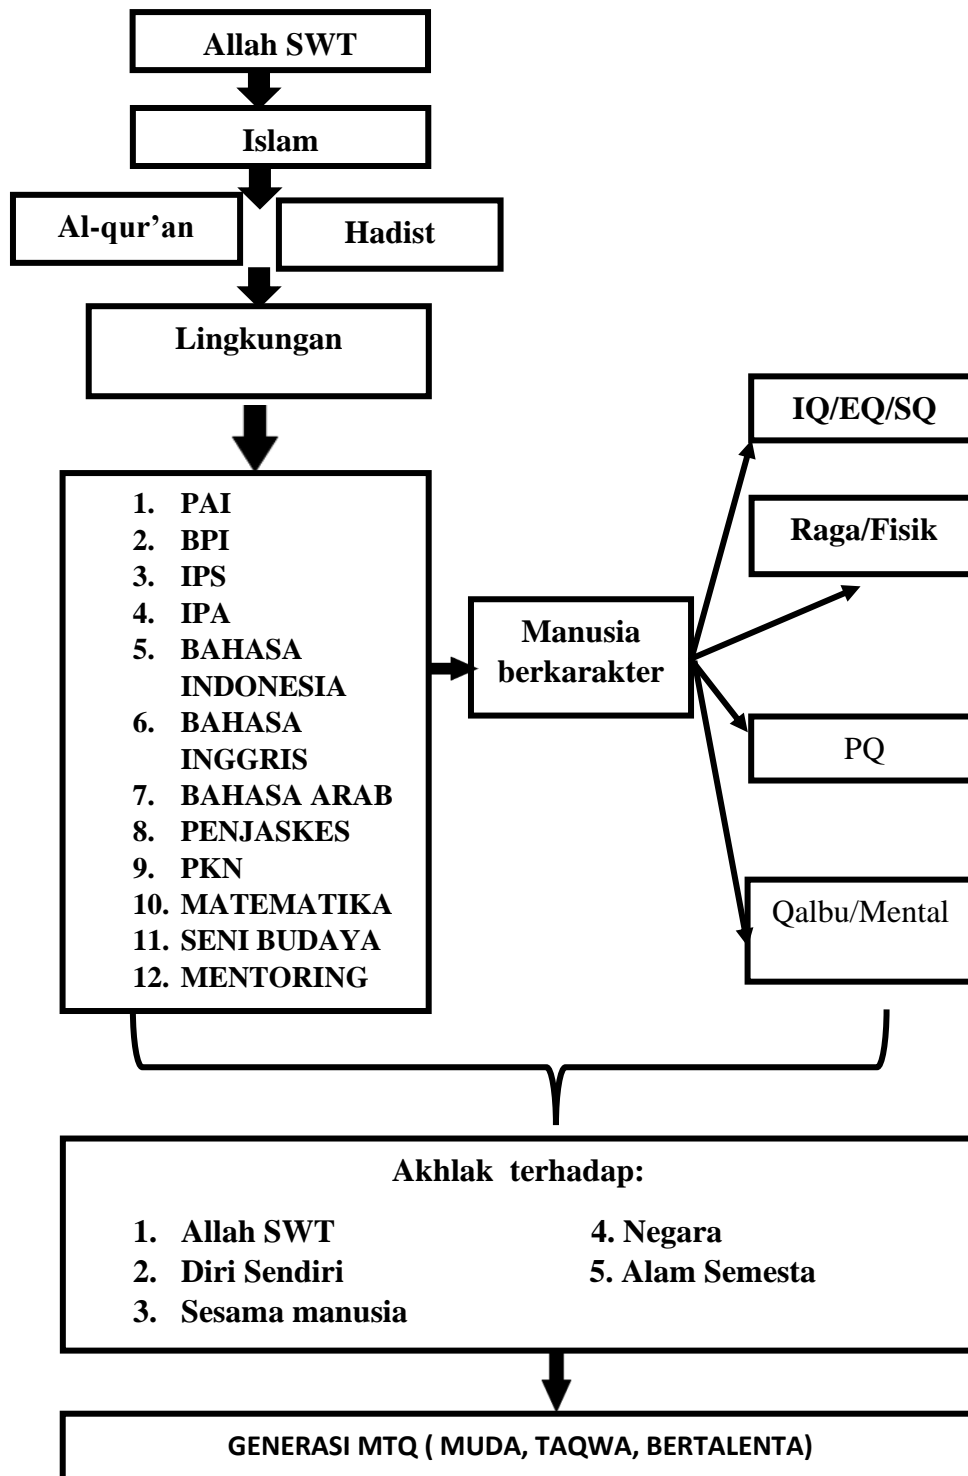 Allah SWT
Islam
Al-qur’an
Hadist
Lingkungan
1. PAI
2. BPI
3. IPS
4. IPA
5. BAHASA
INDONESIA
6. BAHASA
INGGRIS
7. BAHASA ARAB
8. PENJASKES
9. PKN
10. MATEMATIKA
11. SENI BUDAYA
12. MENTORING
Manusia
berkarakter
IQ/EQ/SQ
Raga/Fisik
PQ
Qalbu/Mental
Akhlak terhadap:
1. Allah SWT
2. Diri Sendiri
3. Sesama manusia
4. Negara
5. Alam Semesta
GENERASI MTQ ( MUDA, TAQWA, BERTALENTA)